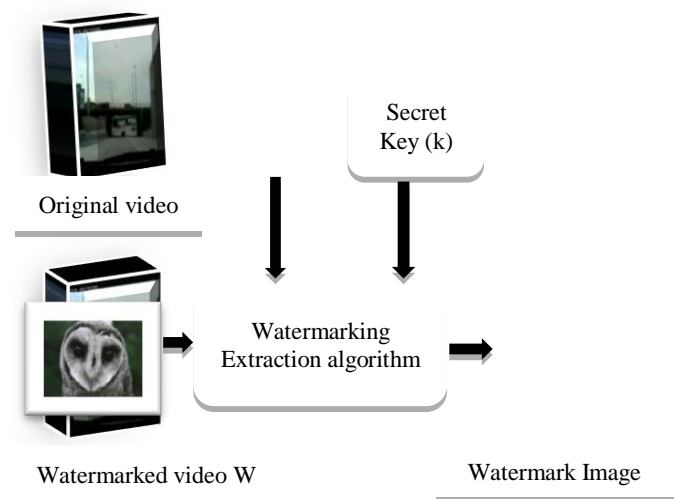 Secret
Key (k)
Original video
Watermarking
Extraction algorithm
Watermarked video W
Watermark Image